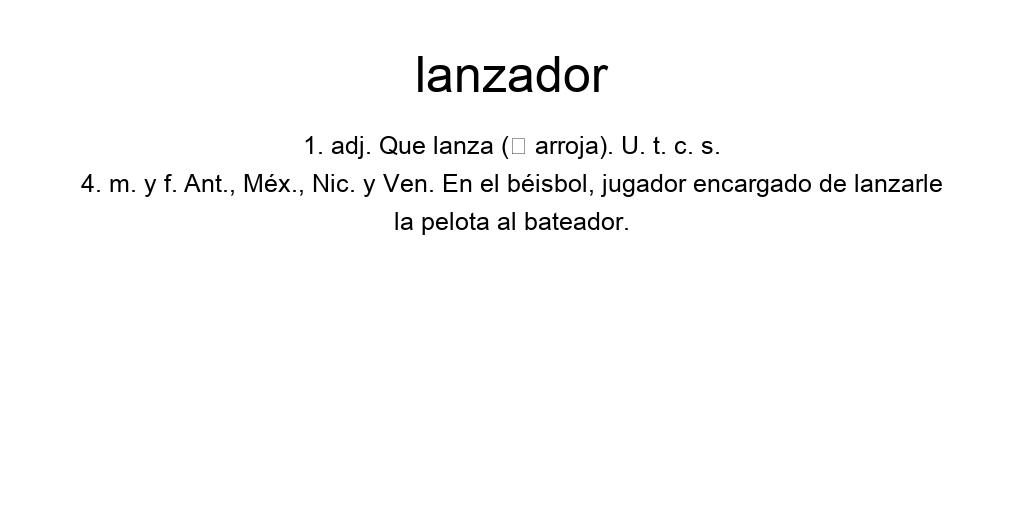 lanzador
1. adj. Que lanza (□ arroja). U. t. c. s.
4. m. y f. Ant., Méx., Nic. y Ven. En el béisbol, jugador encargado de lanzarle
la pelota al bateador.